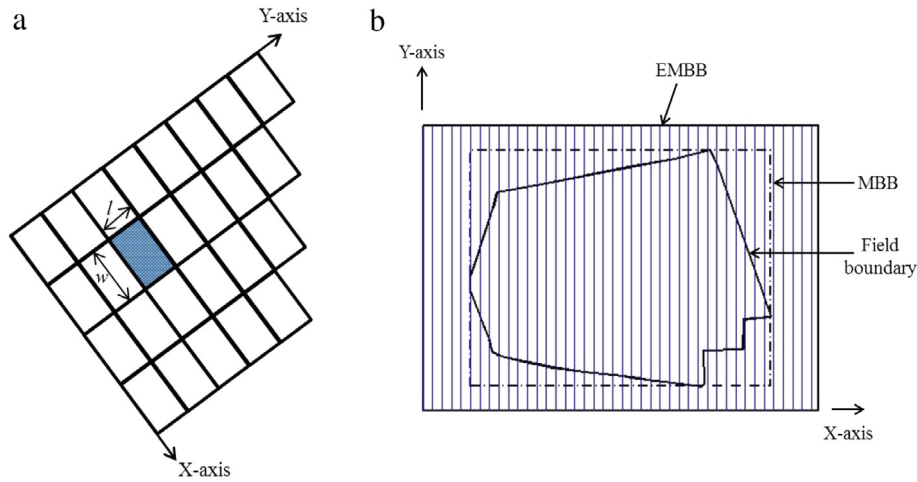 a
Y-axis
l
w
X-axis
b
Y-axis
EMBB
MBB
Field
boundary
X-axis